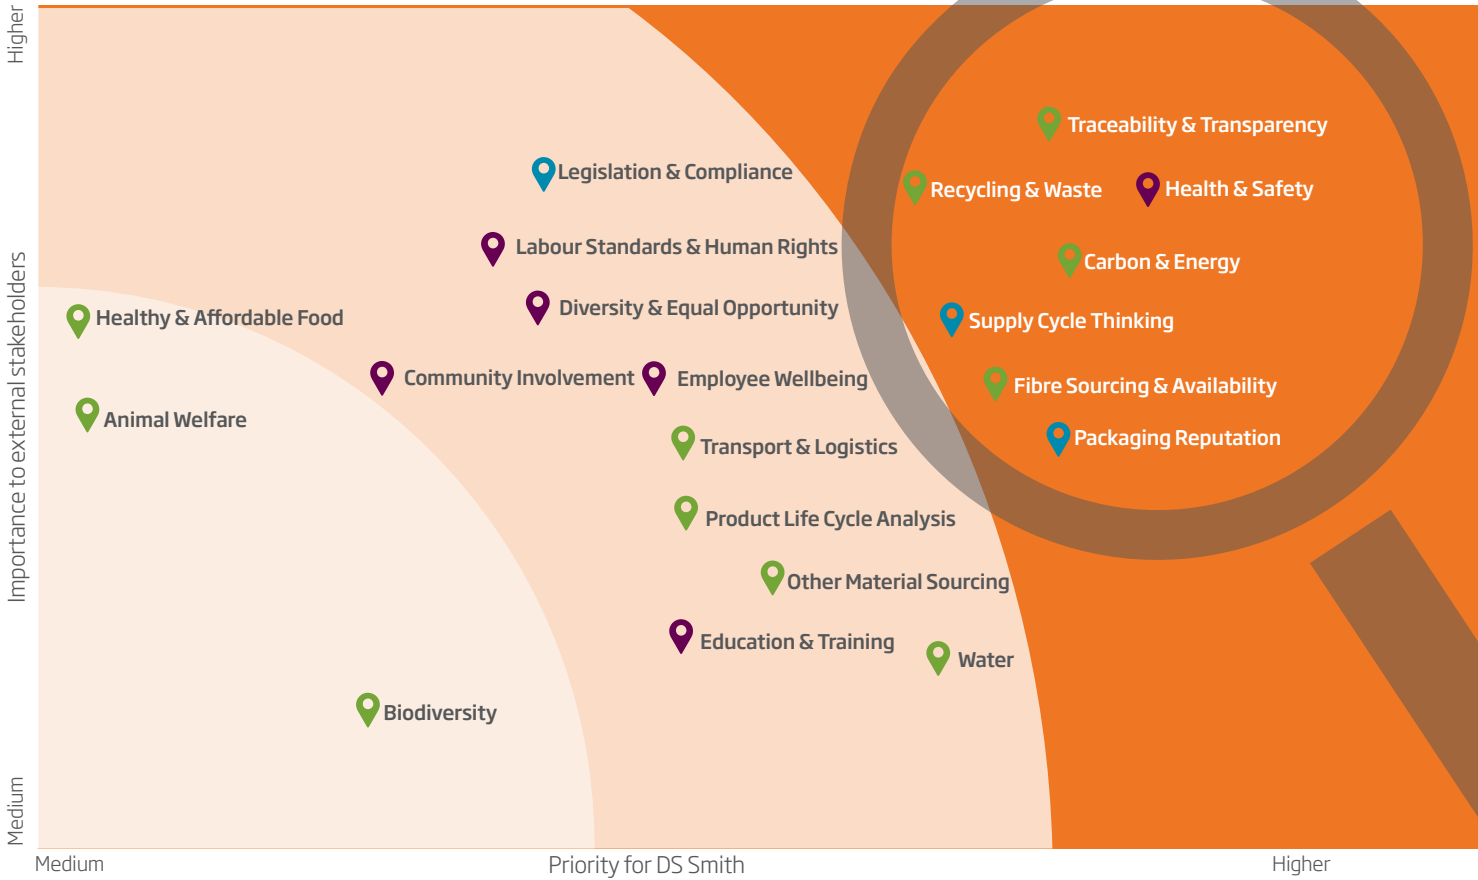 Higher
Traceability & Transparency
Legislation & Compliance
Recycling & Waste
Health & Safety
Labour Standards & Human Rights
Carbon & Energy
Diversity & Equal Opportunity
Healthy & Affordable Food
Supply Cycle Thinking
Community Involvement
Employee Wellbeing
Fibre Sourcing & Availability
Animal Welfare
Packaging Reputation
Importance to external stakeholders
Transport & Logistics
Product Life Cycle Analysis
Other Material Sourcing
Education & Training
Water
Biodiversity
Medium
Medium
Priority for DS Smith
Higher